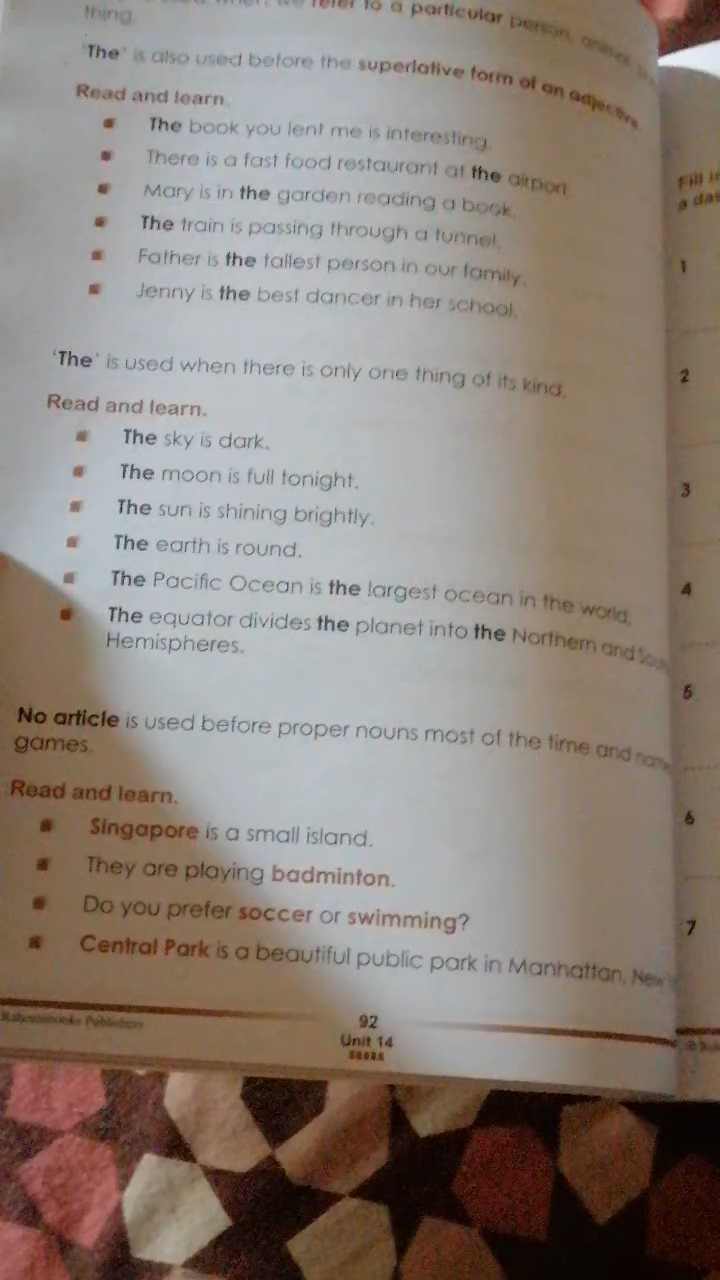 refer to a particular person,
thing.
'The' is also used before the superlative form of an adjective.
Read and learn.
The book you lent me is interesting.
There is a fast food restaurant at the airport.
Mary is in the garden reading a book.
The train is passing through a tunnel.
Father is the tallest person in our family.
Jenny is the best dancer in her school.
'The' is used when there is only one thing of its kind.
Read and learn.
The sky is dark.
The moon is full tonight.
The sun is shining brightly.
The earth is round.
The Pacific Ocean is the largest ocean in the world.
The equator divides the planet into the Northern and
Hemispheres.
No article is used before proper nouns most of the time and
games.
Read and learn.
Singapore is a small island.
They are playing badminton.
Do you prefer soccer or swimming?
Central Park is a beautiful public park in Manhattan, New
Publishers
92
Unit 14
Fill
a
1
2
3
4
5
6
7